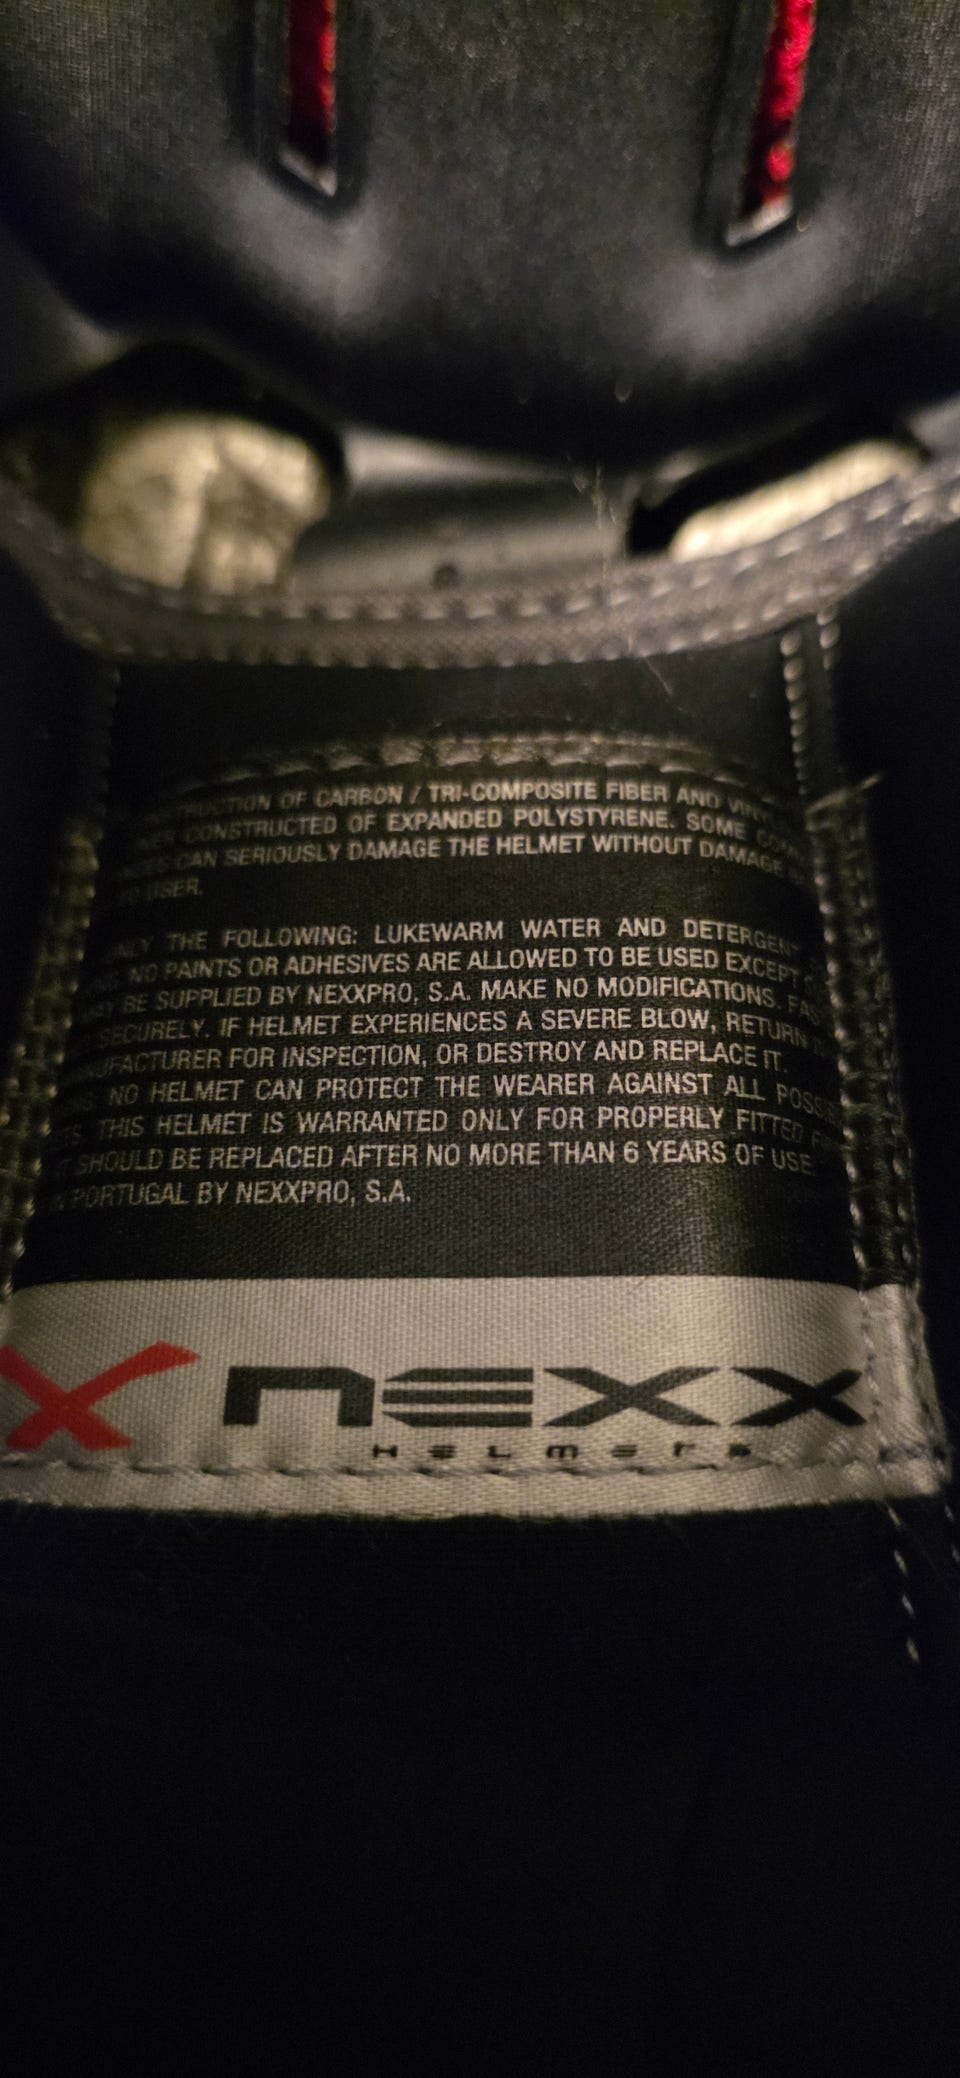 OF CARBON / TRI-COMPOSITE FIBER AND VINYL
CONSTRUCTED OF EXPANDED POLYSTYRENE. SOME
CAN SERIOUSLY DAMAGE THE HELMET WITHOUT DAMAGE
TO USER.
ONLY THE FOLLOWING: LUKEWARM WATER AND DETERGENT
NO PAINTS OR ADHESIVES ARE ALLOWED TO BE USED EXCEPT
BE SUPPLIED BY NEXXPRO, S.A. MAKE NO MODIFICATIONS.
SECURELY. IF HELMET EXPERIENCES A SEVERE BLOW, RETURN
FOR INSPECTION, OR DESTROY AND REPLACE IT.
NO HELMET CAN PROTECT THE WEARER AGAINST ALL
THIS HELMET IS WARRANTED ONLY FOR PROPERLY FITTED
SHOULD BE REPLACED AFTER NO MORE THAN 6 YEARS OF USE.
PORTUGAL BY NEXXPRO, S.A.
X nexx
HELMETS